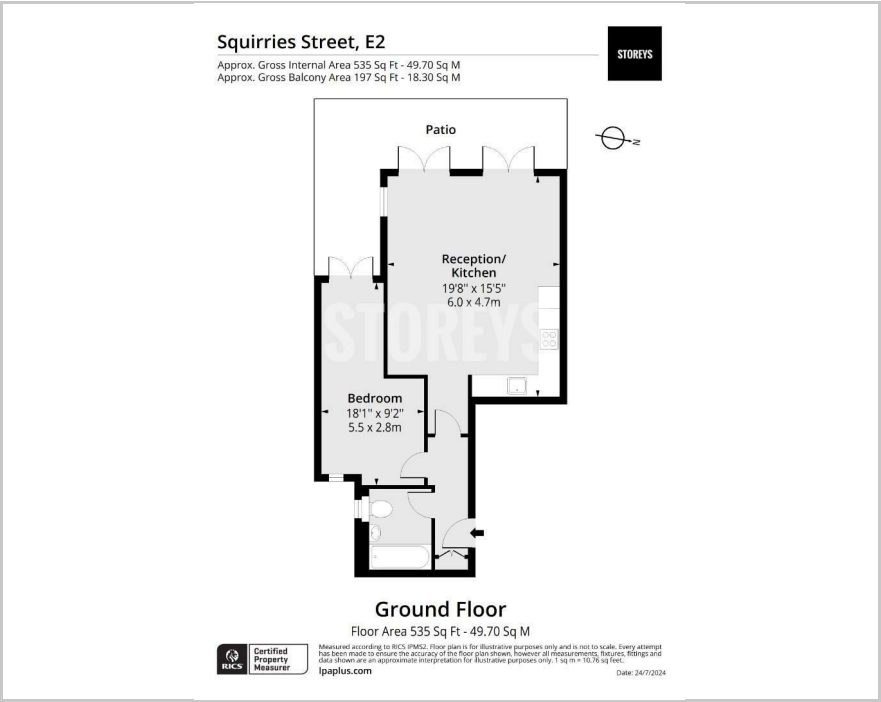 Squirries Street, E2
Approx. Gross Internal Area 535 Sq Ft - 49.70 Sq M
Approx. Gross Balcony Area 197 Sq Ft - 18.30 Sq M
STOREYS
Patio
N
Reception/
Kitchen
19'8" x 15'5"
6.0 x 4.7m
STOREYS
Bedroom
18'1" x 9'2"
5.5 x 2.8m
Ground Floor
Floor Area 535 Sq Ft - 49.70 Sq M
RICS
Certified
Property
Measurer
Measured according to RICS IPMS2. Floor plan is for illustrative purposes only and is not to scale. Every attempt
has been made to ensure the accuracy of the floor plan shown, however all measurements, fixtures, fittings and
data shown are an approximate interpretation for illustrative purposes only. 1 sq m = 10.76 sq feet.
lpaplus.com
Date: 24/7/2024